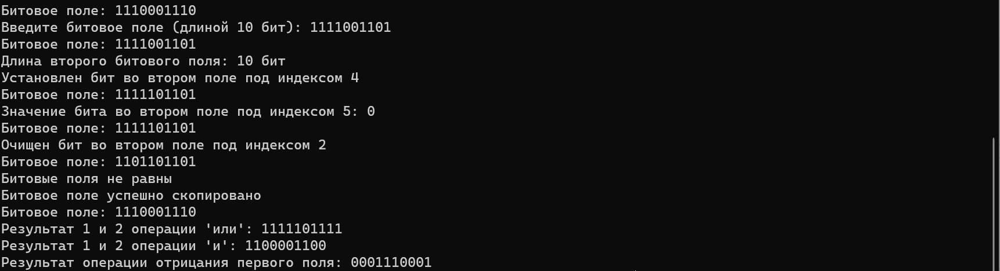 Битовое поле: 1110001110
Введите битовое поле (длиной 10 бит): 1111001101
Битовое поле: 1111001101
Длина второго битового поля: 10 бит
Установлен бит во втором поле под индексом 4
Битовое поле: 1111101101
Значение бита во втором поле под индексом 5: 0
Битовое поле: 1111101101
Очищен бит во втором поле под индексом 2
Битовое поле: 1101101101
Битовые поля не равны
Битовое поле успешно скопировано
Битовое поле: 1110001110
Результат 1 и 2 операции 'или': 1111101111
Результат 1 и 2 операции 'и': 1100001100
Результат операции отрицания первого поля: 0001110001